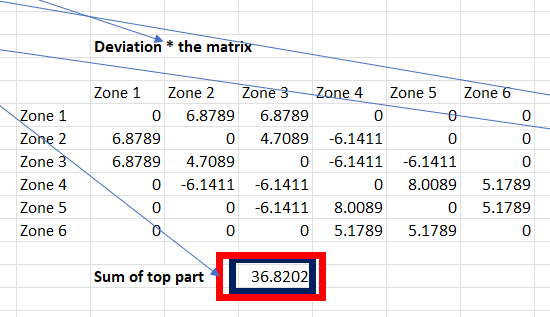 Deviation * the matrix
Zone 1 Zone 2 Zone 3 Zone 4 Zone 5 Zone 6
Zone 1 0 6.8789 6.8789 0 0 0
Zone 2 6.8789 0 4.7089 -6.1411 0 0
Zone 3 6.8789 4.7089 0 -6.1411 -6.1411 0
Zone 4 0 -6.1411 -6.1411 0 8.0089 5.1789
Zone 5 0 0 -6.1411 8.0089 0 5.1789
Zone 6 0 0 0 5.1789 5.1789 0
Sum of top part 36.8202